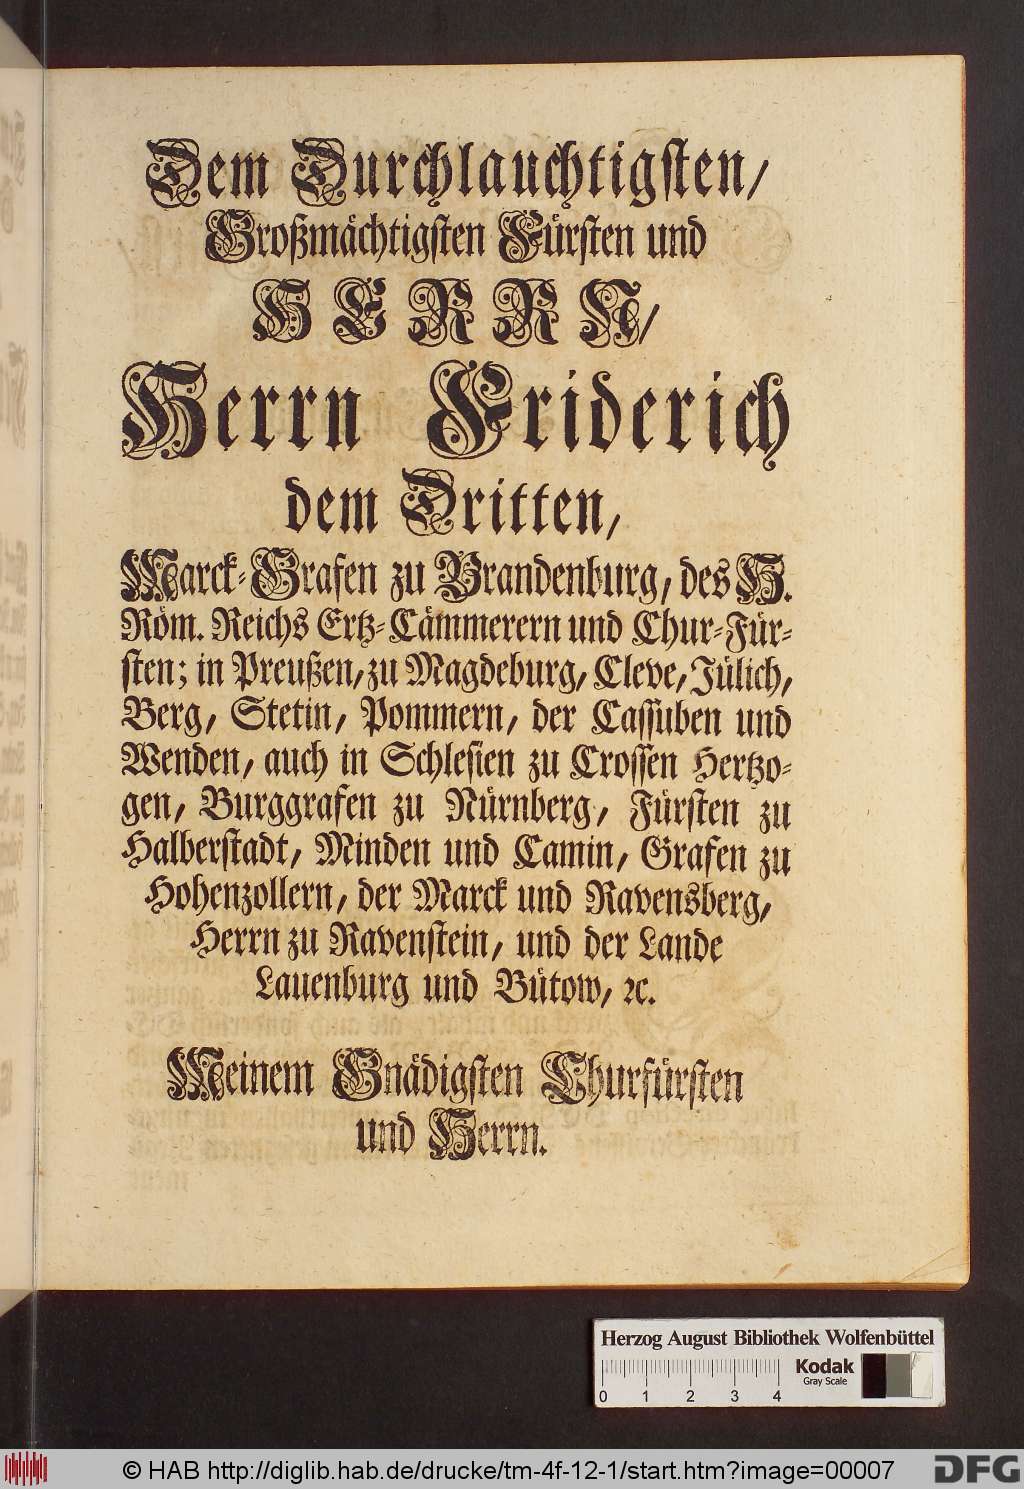 Dem Durchlauchtigsten/
Großmächtigsten Fürsten und
HERRN/
Herrn Friderich
dem Dritten/
Marck-Grafen zu Brandenburg/ des H.
Röm. Reichs Ertz-Cämmerern und Chur-Für-
sten; in Preußen/ zu Magdeburg/ Cleve/ Jülich/
Berg/ Stetin/ Pommern/ der Cassuben und
Wenden/ auch in Schlesien zu Crossen Hertzo-
gen/ Burggrafen zu Nürnberg/ Fürsten zu
Halberstadt/ Minden und Camin/ Grafen zu
Hohenzollern/ der Marck und Ravensberg/
Herrn zu Ravenstein/ und der Lande
Lauenburg und Bütow/ ꝛc.
Meinem Gnädigsten Churfürsten
und Herrn.
Herzog August Bibliothek Wolfenbüttel
Kodak
Gray Scale
0 1 2 3 4
© HAB http://diglib.hab.de/drucke/tm-4f-12-1/start.htm?image=00007
DFG